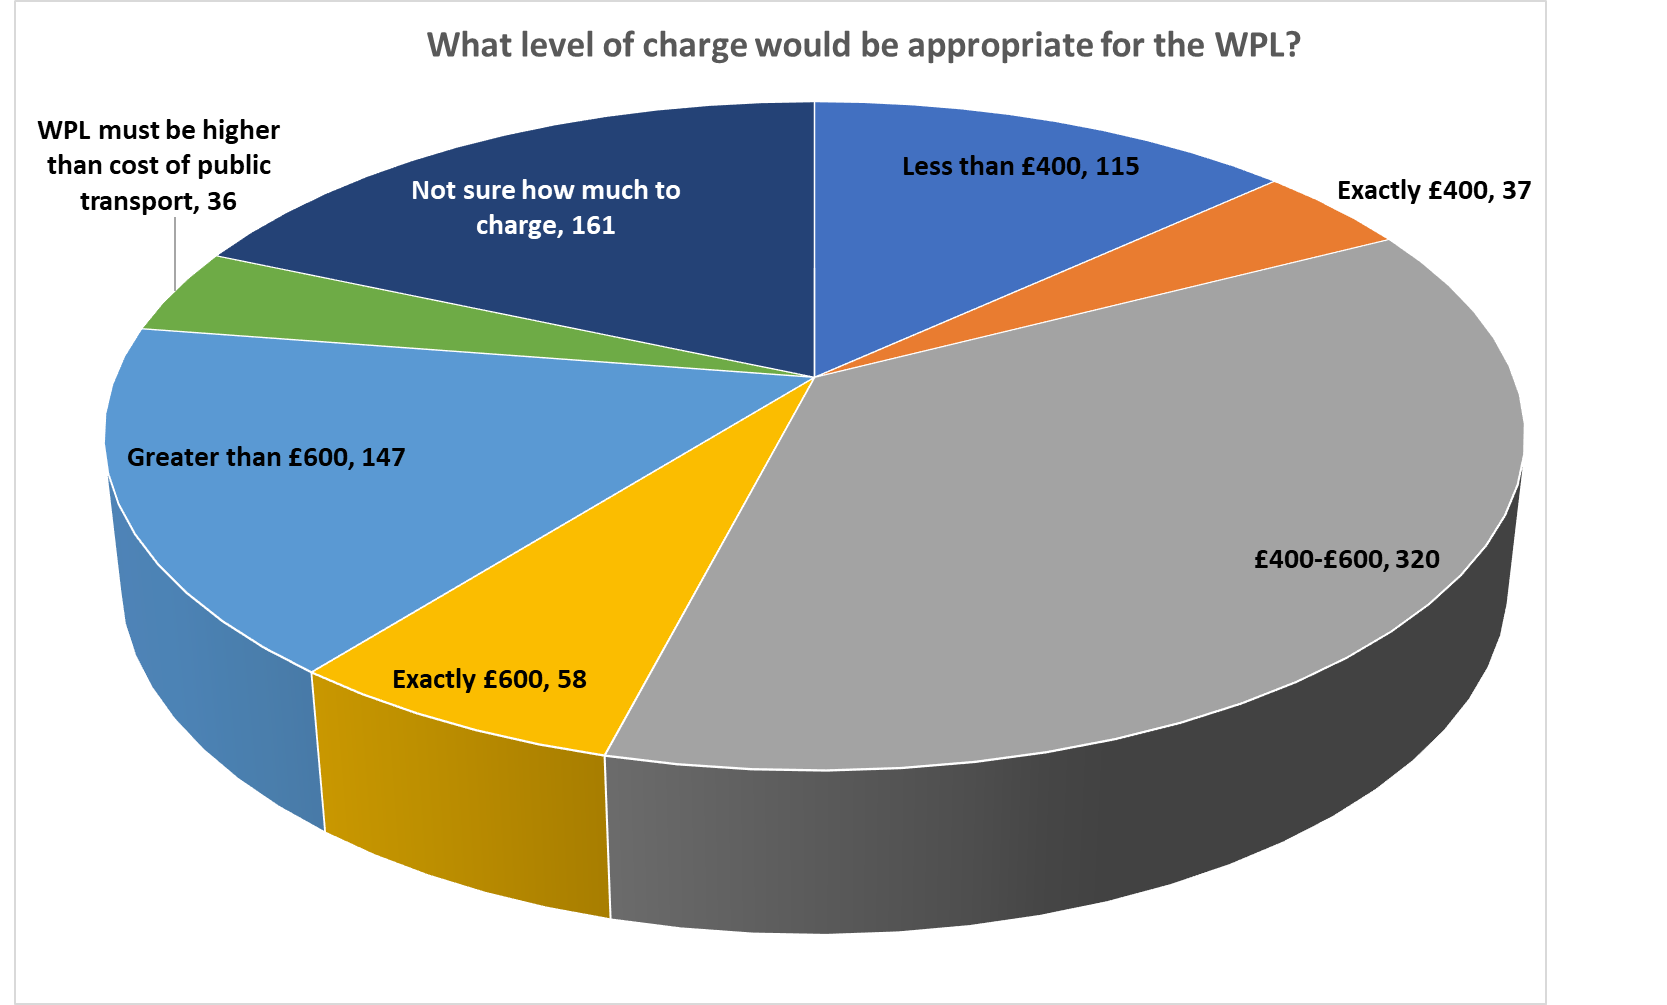 What level of charge would be appropriate for the WPL?
WPL must be higher
than cost of public
transport, 36
Not sure how much to
charge, 161
Less than £400, 115
Exactly £400, 37
Greater than £600, 147
£400-£600, 320
Exactly £600, 58